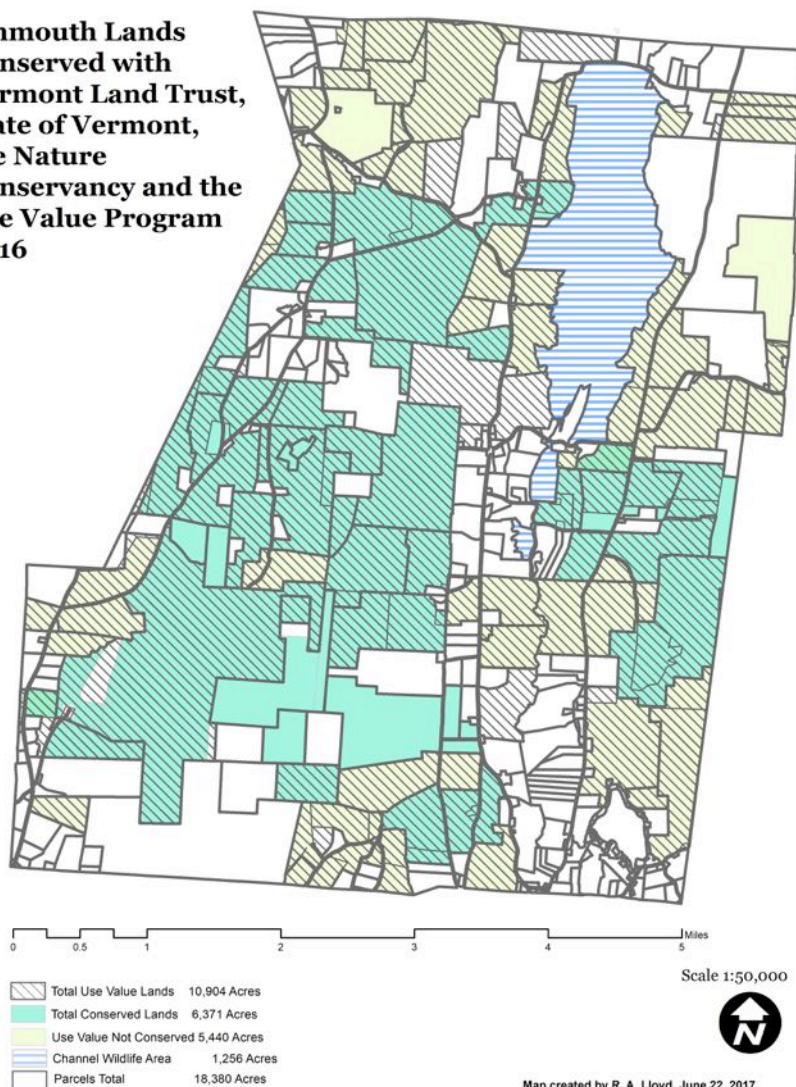 nmouth Lands
onserved with
ermont Land Trust,
ate of Vermont,
e Nature
onservancy and the
e Value Program
16
0 0.5 1 2 3 4 5 Miles
Scale 1:50,000
Total Use Value Lands 10,904 Acres
Total Conserved Lands 6,371 Acres
Use Value Not Conserved 5,440 Acres
Channel Wildlife Area 1,256 Acres
Parcels Total 18,380 Acres
N
Map created by R. A. Lloyd, June 22, 2017